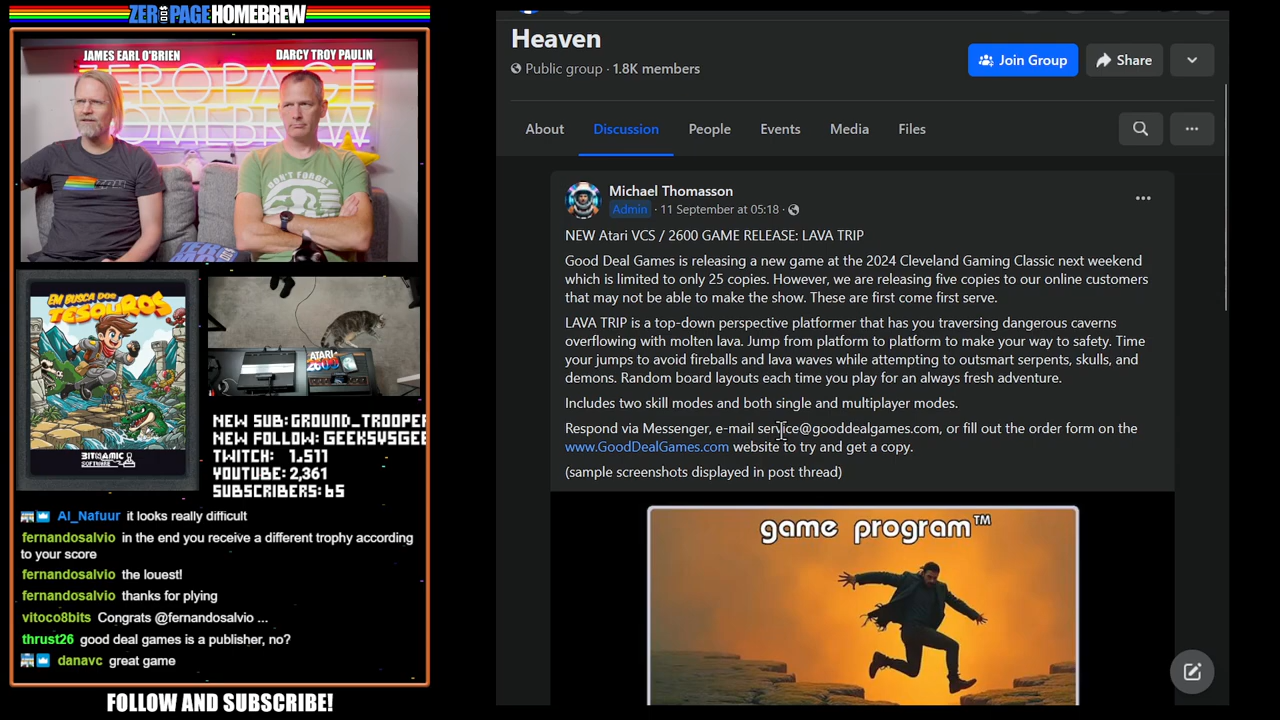 ZEROPAGE HOMEBREW
JAMES EARL O'BRIEN
DARCY TROY PAULIN
ZEROPAGE
HOMEBREW
DON'T FORGET
EM BUSCA DOS
TESOUROS
BITNAMIC
SOFTWARE
ATARI
2600
NEW SUB: GROUND_TROOPER
NEW FOLLOW: GEEKSVSGEE
TWITCH: 1,511
YOUTUBE: 2,361
SUBSCRIBERS: 65
Al_Nafuur it looks really difficult
fernandosalvio in the end you receive a different trophy according
to your score
fernandosalvio the louest!
fernandosalvio thanks for plying
vitoco8bits Congrats @fernandosalvio ...
thrust26 good deal games is a publisher, no?
danavc great game
FOLLOW AND SUBSCRIBE!
Heaven
Public group · 1.8K members
Join Group
Share
About
Discussion
People
Events
Media
Files
Michael Thomasson
Admin · 11 September at 05:18 ·
NEW Atari VCS / 2600 GAME RELEASE: LAVA TRIP
Good Deal Games is releasing a new game at the 2024 Cleveland Gaming Classic next weekend
which is limited to only 25 copies. However, we are releasing five copies to our online customers
that may not be able to make the show. These are first come first serve.
LAVA TRIP is a top-down perspective platformer that has you traversing dangerous caverns
overflowing with molten lava. Jump from platform to platform to make your way to safety. Time
your jumps to avoid fireballs and lava waves while attempting to outsmart serpents, skulls, and
demons. Random board layouts each time you play for an always fresh adventure.
Includes two skill modes and both single and multiplayer modes.
Respond via Messenger, e-mail service@gooddealgames.com, or fill out the order form on the
www.GoodDealGames.com website to try and get a copy.
(sample screenshots displayed in post thread)
game program™